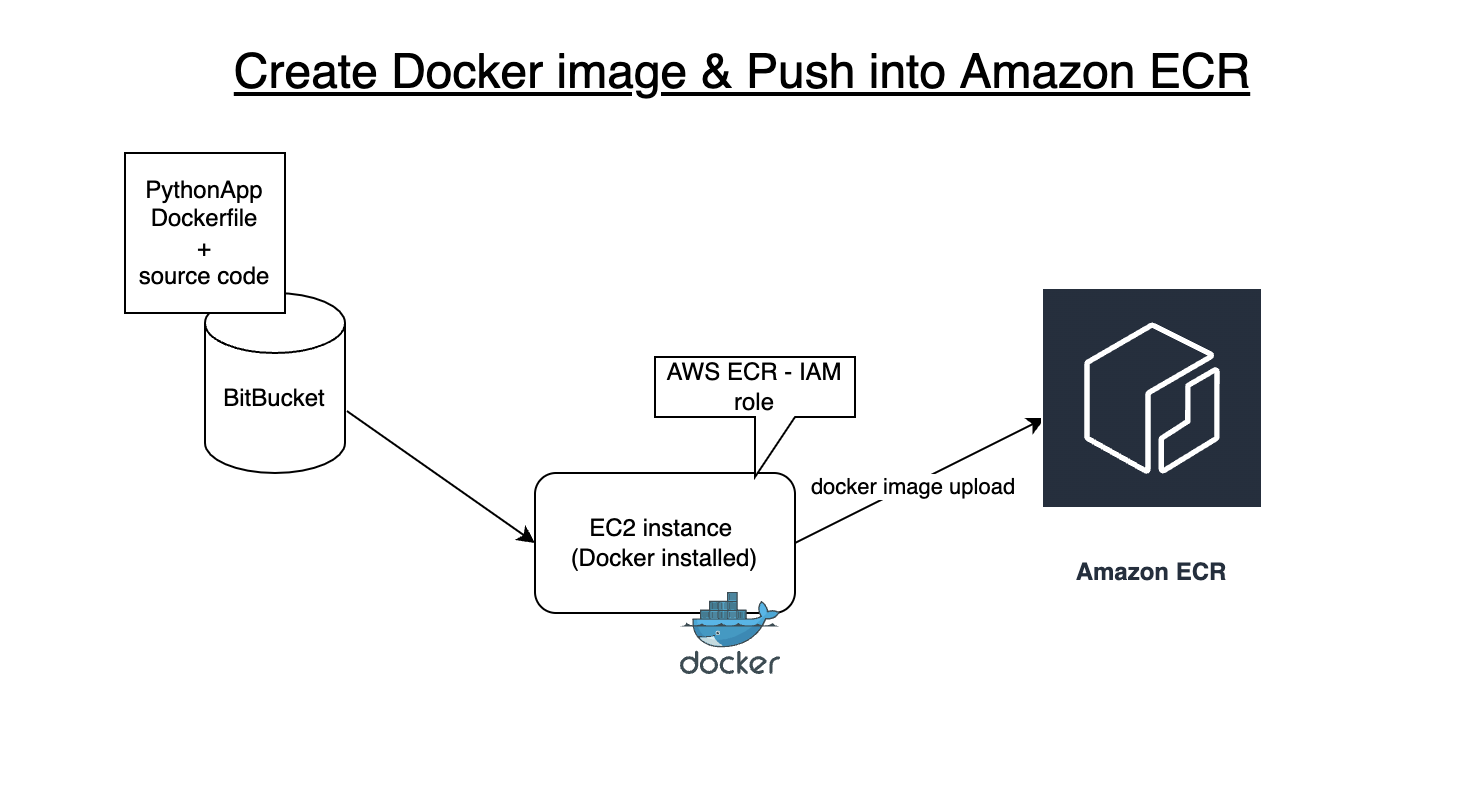 Create Docker image & Push into Amazon ECR
PythonApp
Dockerfile
+
source code
BitBucket
AWS ECR - IAM
role
docker image upload
EC2 instance
(Docker installed)
docker
Amazon ECR